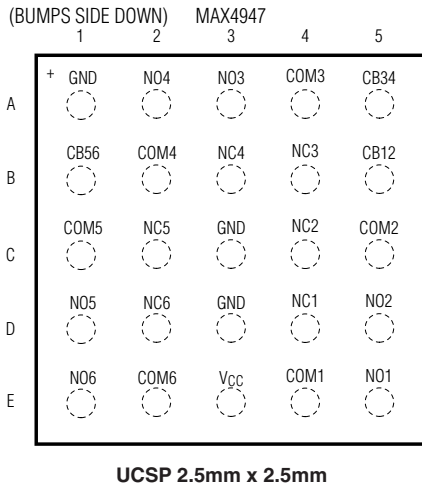 (BUMPS SIDE DOWN) MAX4947
1 2 3 4 5
+ GND NO4 NO3 COM3 CB34
A
CB56 COM4 NC4 NC3 CB12
B
COM5 NC5 GND NC2 COM2
C
NO5 NC6 GND NC1 NO2
D
NO6 COM6 VCC COM1 NO1
E
UCSP 2.5mm x 2.5mm